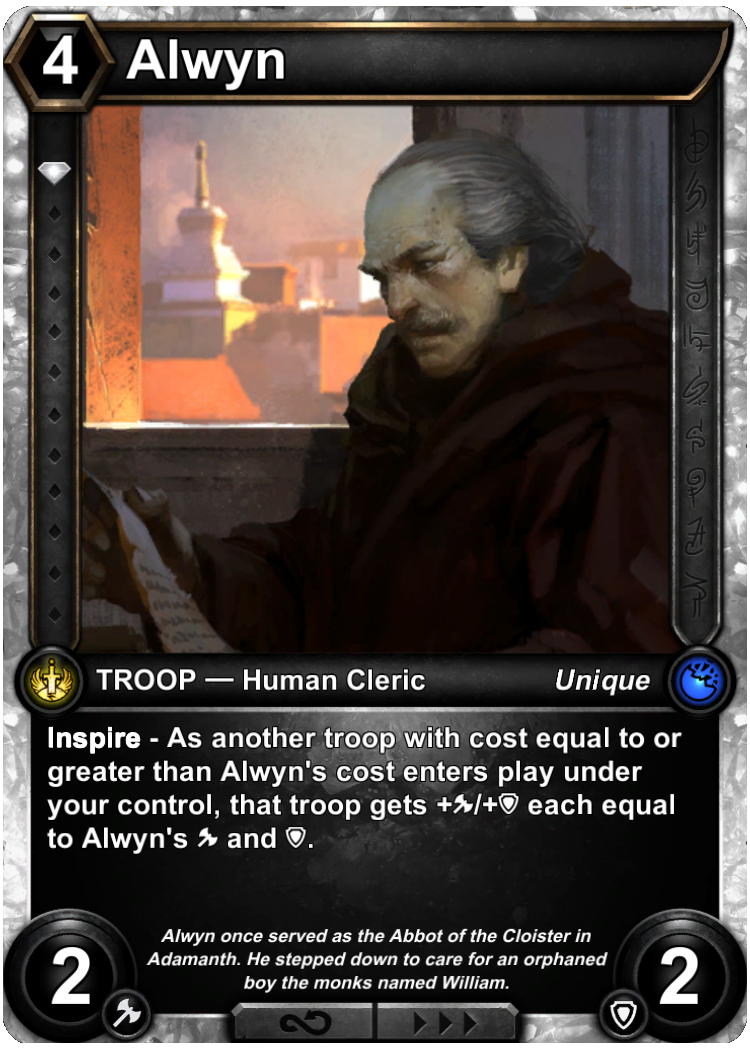 4 Alwyn
TROOP — Human Cleric Unique
Inspire - As another troop with cost equal to or
greater than Alwyn's cost enters play under
your control, that troop gets +/+ each equal
to Alwyn's and .
Alwyn once served as the Abbot of the Cloister in
Adamanth. He stepped down to care for an orphaned
boy the monks named William.
2 2